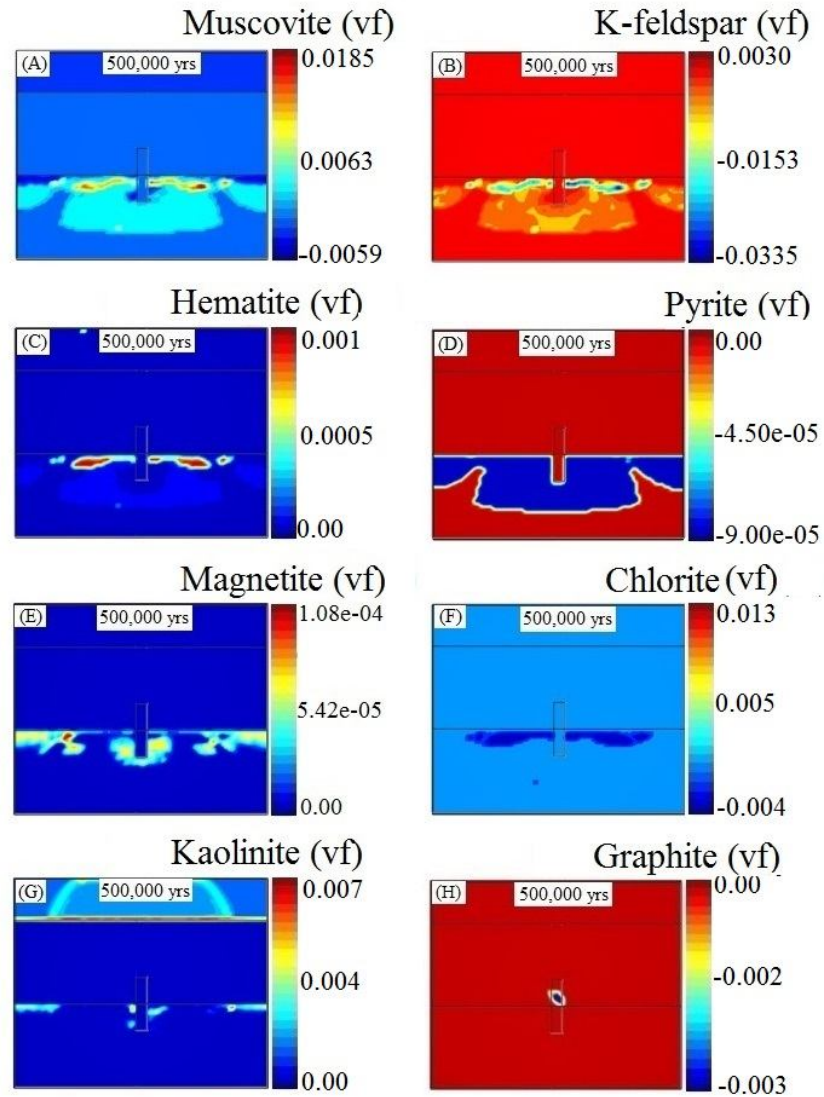 Muscovite (vf)
(A)
500,000 yrs
0.0185
0.0063
-0.0059
K-feldspar (vf)
(B)
500,000 yrs
0.0030
-0.0153
-0.0335
Hematite (vf)
(C)
500,000 yrs
0.001
0.0005
0.00
Pyrite (vf)
(D)
500,000 yrs
0.00
-4.50e-05
-9.00e-05
Magnetite (vf)
(E)
500,000 yrs
1.08e-04
5.42e-05
0.00
Chlorite (vf)
(F)
500,000 yrs
0.013
0.005
-0.004
Kaolinite (vf)
(G)
500,000 yrs
0.007
0.004
0.00
Graphite (vf)
(H)
500,000 yrs
0.00
-0.002
-0.003